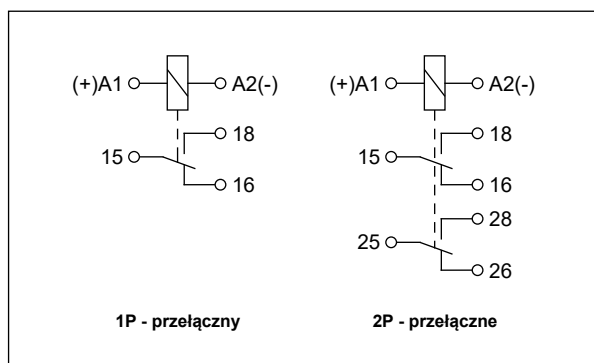 (+)A1 A2(-)
18
15
16
1P - przełączny
(+)A1 A2(-)
18
15
16
28
25
26
2P - przełączne